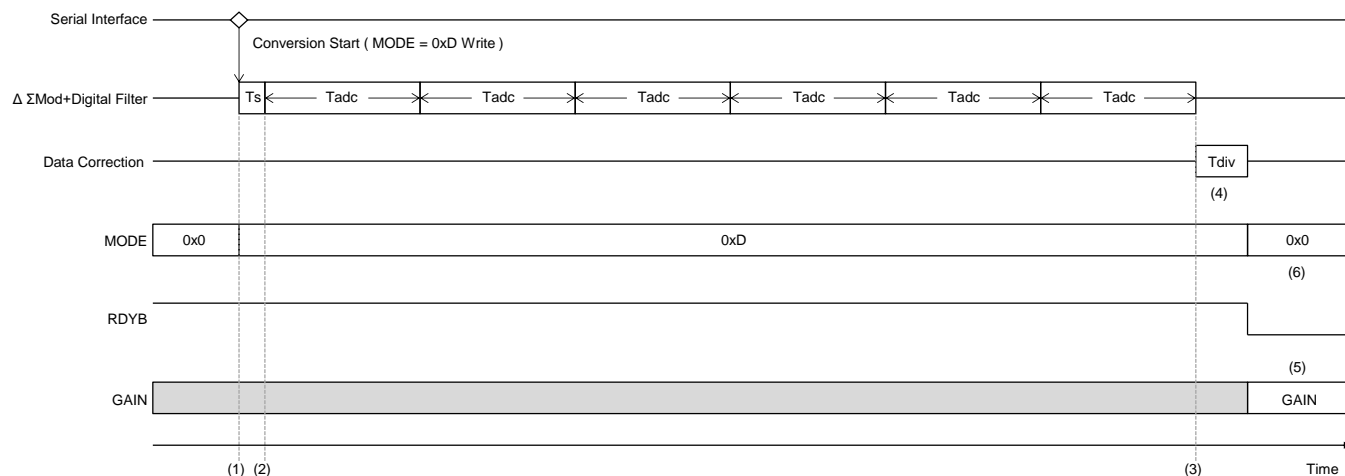 Serial Interface
Conversion Start ( MODE = 0xD Write )
Δ ΣMod+Digital Filter Ts Tadc Tadc Tadc Tadc Tadc Tadc
Data Correction Tdiv
(4)
MODE 0x0 0xD 0x0
(6)
RDYB
(5)
GAIN GAIN
(1) (2) (3) Time